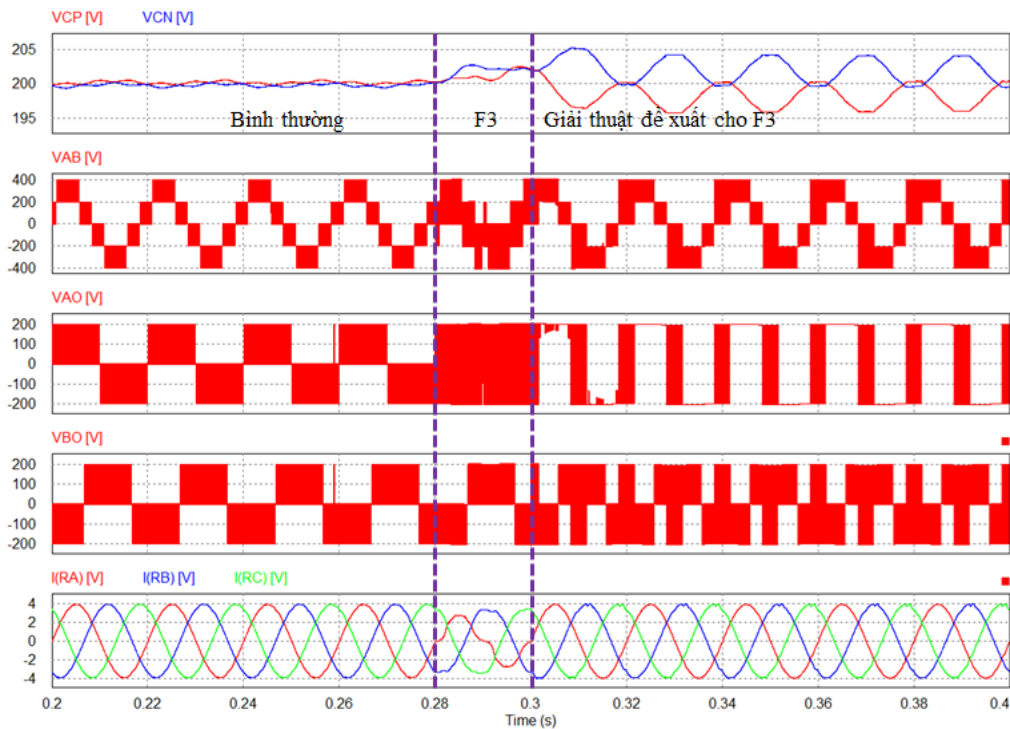 VCP [V] VCN [V]
205
200
195
Bình thường F3 Giải thuật đề xuất cho F3
VAB [V]
400
200
0
-200
-400
VAO [V]
200
100
0
-100
-200
VBO [V]
200
100
0
-100
-200
I(RA) [V] I(RB) [V] I(RC) [V]
4
2
0
-2
-4
0.2 0.22 0.24 0.26 0.28 0.3 0.32 0.34 0.36 0.38 0.4
Time (s)